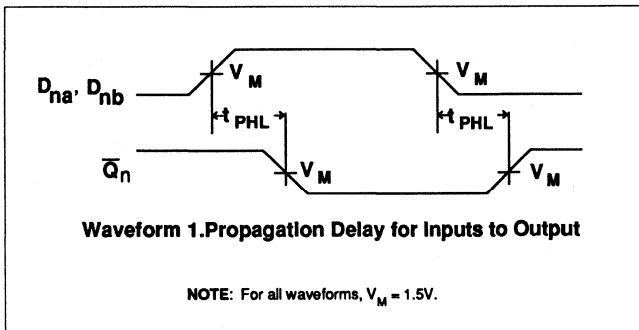 Dna, Dnb
VM
VM
tPHL
tPHL
Q̅n
VM
VM
Waveform 1.Propagation Delay for Inputs to Output
NOTE: For all waveforms, VM = 1.5V.